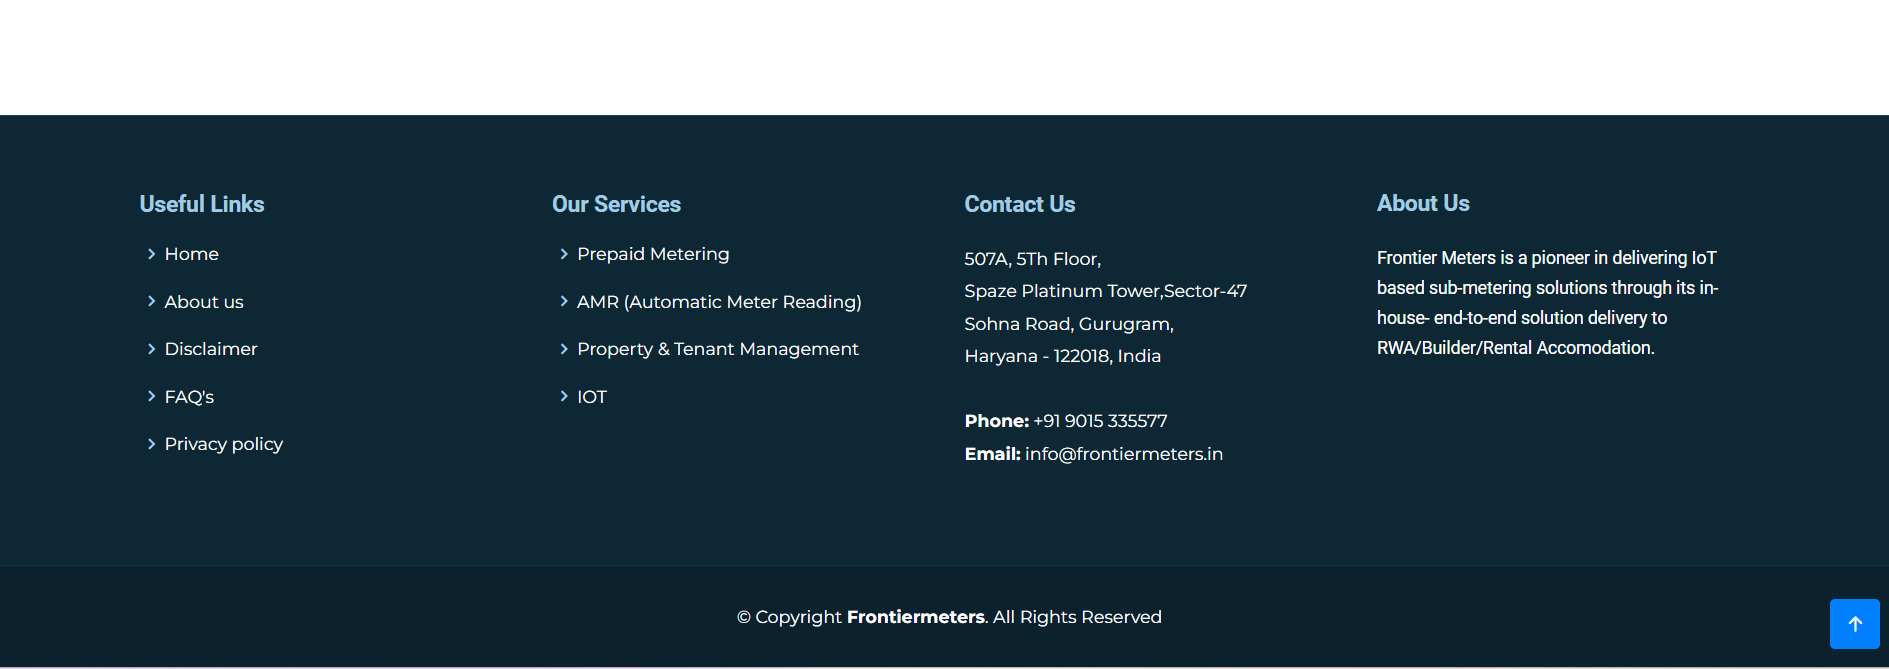 Useful Links
Home
About us
Disclaimer
FAQ's
Privacy policy
Our Services
Prepaid Metering
AMR (Automatic Meter Reading)
Property & Tenant Management
IOT
Contact Us
507A, 5Th Floor,
Spaze Platinum Tower,Sector-47
Sohna Road, Gurugram,
Haryana - 122018, India
Phone: +91 9015 335577
Email: info@frontiermeters.in
About Us
Frontier Meters is a pioneer in delivering IoT
based sub-metering solutions through its in-
house- end-to-end solution delivery to
RWA/Builder/Rental Accomodation.
© Copyright Frontiermeters. All Rights Reserved